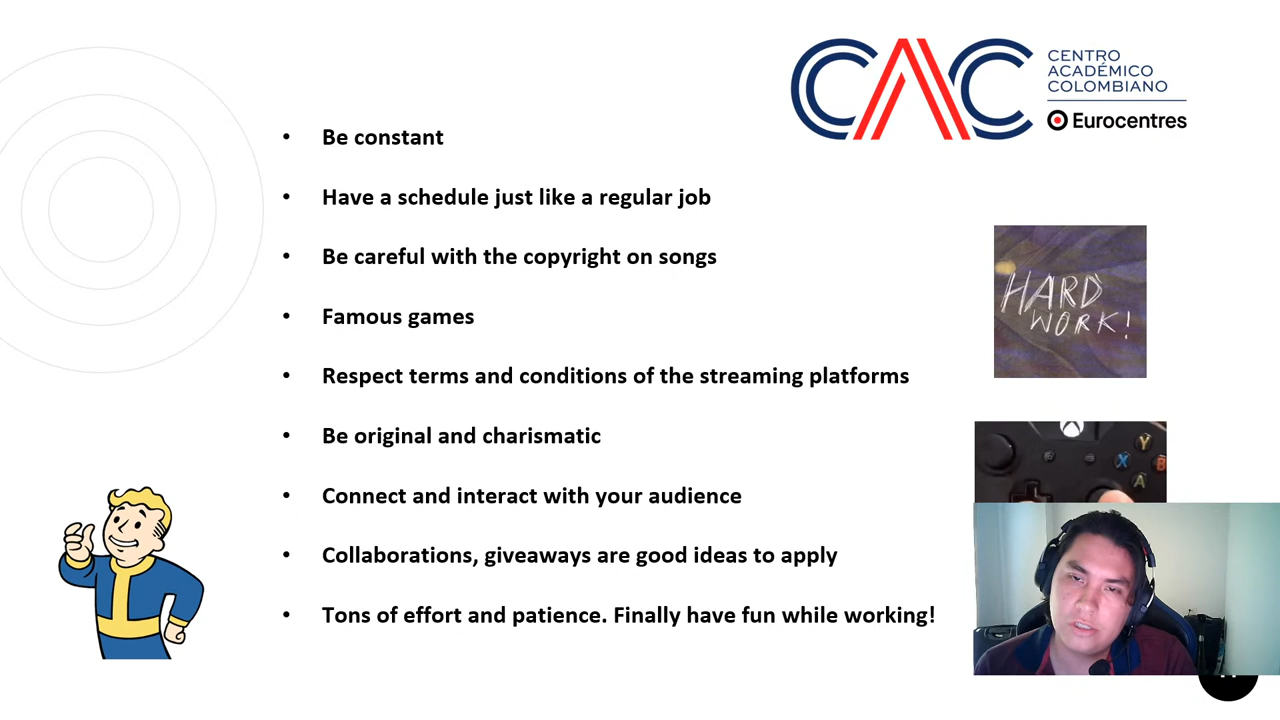 CAC
CENTRO
ACADÉMICO
COLOMBIANO
Eurocentres
• Be constant
• Have a schedule just like a regular job
• Be careful with the copyright on songs
• Famous games
• Respect terms and conditions of the streaming platforms
• Be original and charismatic
• Connect and interact with your audience
• Collaborations, giveaways are good ideas to apply
• Tons of effort and patience. Finally have fun while working!
HARD
WORK!
Y
X B
A